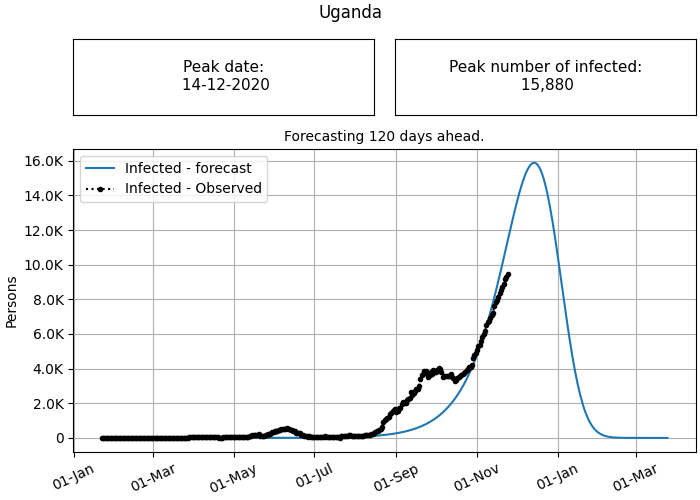 Uganda
Peak date:
14-12-2020
Peak number of infected:
15,880
Forecasting 120 days ahead.
Infected - forecast
Infected - Observed
Persons
16.0K
14.0K
12.0K
10.0K
8.0K
6.0K
4.0K
2.0K
0
01-Jan
01-Mar
01-May
01-Jul
01-Sep
01-Nov
01-Jan
01-Mar